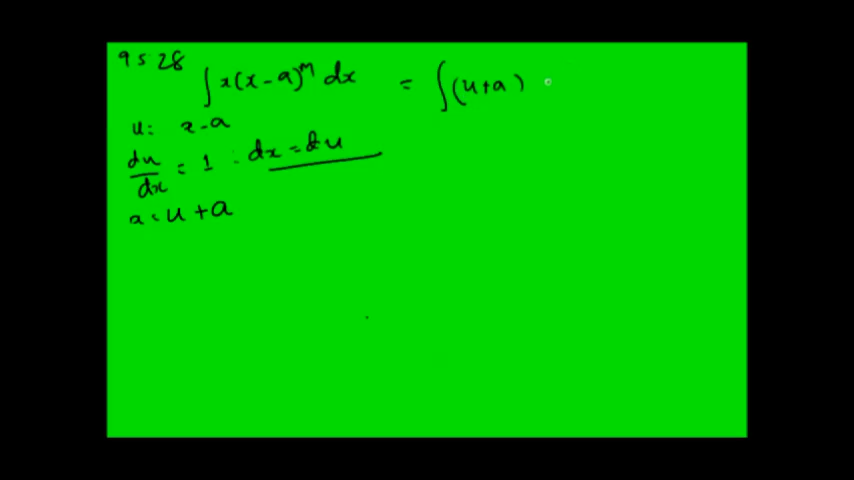 9 5 28
∫x(x-a)^m dx = ∫(u+a)
u= x-a
du/dx = 1 ∴ dx = du
x = u+a